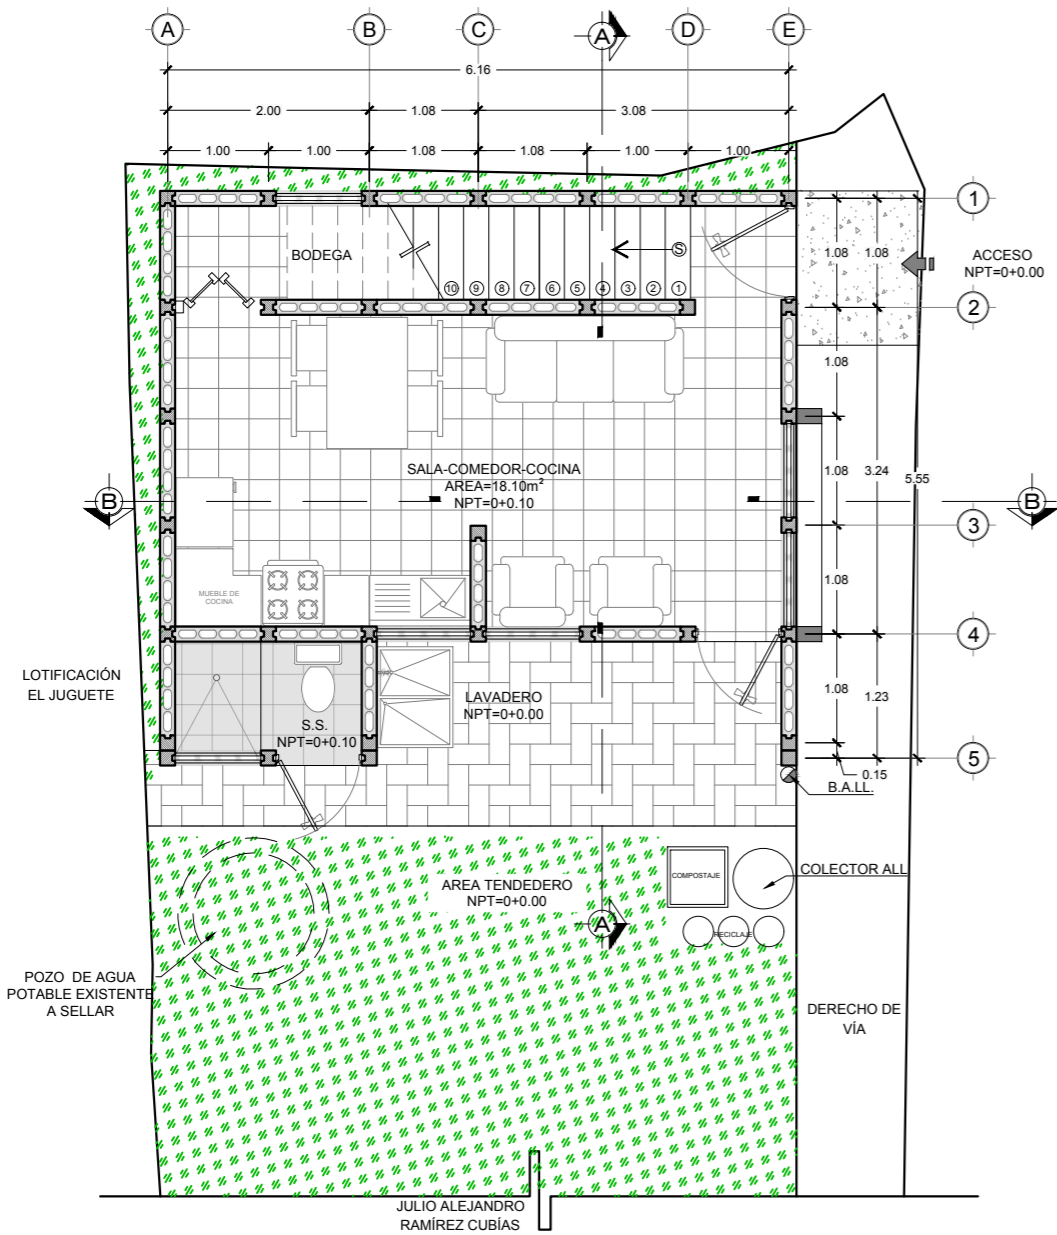 A
B
C
A
D
E
6.16
2.00
1.08
3.08
1.00
1.00
1.08
1.08
1.00
1.00
1
BODEGA
S
1.08
1.08
ACCESO
NPT=0+0.00
10
9
8
7
6
5
4
3
2
1
2
1.08
SALA-COMEDOR-COCINA
AREA=18.10m²
NPT=0+0.10
1.08
3.24
5.55
B
B
3
MUEBLE DE
COCINA
1.08
4
LOTIFICACIÓN
EL JUGUETE
LAVADERO
NPT=0+0.00
1.08
1.23
S.S.
NPT=0+0.10
5
0.15
B.A.LL.
COMPOSTAJE
COLECTOR ALL
AREA TENDEDERO
NPT=0+0.00
A
RECICLAJE
POZO DE AGUA
POTABLE EXISTENTE
A SELLAR
DERECHO DE
VÍA
JULIO ALEJANDRO
RAMÍREZ CUBÍAS